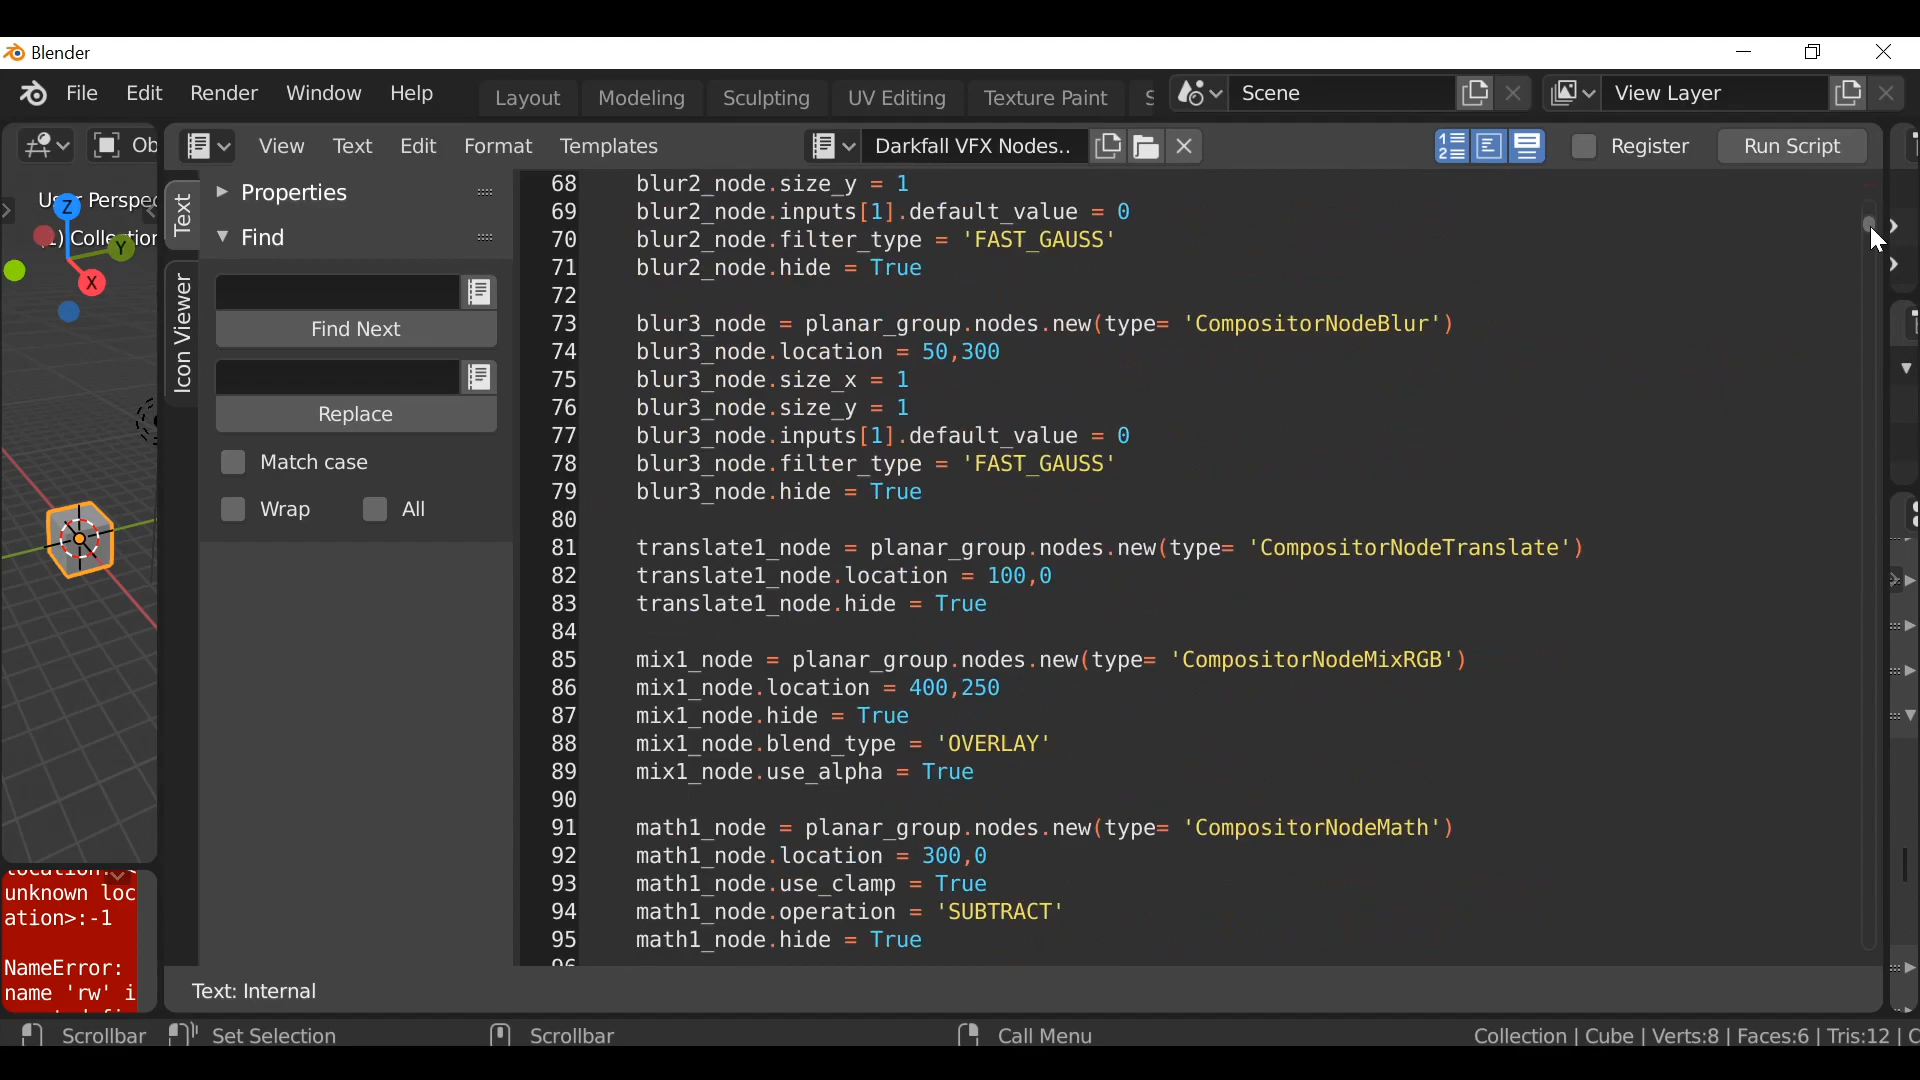 Blender
File Edit Render Window Help Layout Modeling Sculpting UV Editing Texture Paint S Scene View Layer
Ob View Text Edit Format Templates Darkfall VFX Nodes.. Register Run Script
User Perspec
(1) Collection
Z
Y
X
Text
Icon Viewer
Properties
Find
Find Next
Replace
Match case
Wrap All
68 blur2_node.size_y = 1
69 blur2_node.inputs[1].default_value = 0
70 blur2_node.filter_type = 'FAST_GAUSS'
71 blur2_node.hide = True
72
73 blur3_node = planar_group.nodes.new(type= 'CompositorNodeBlur')
74 blur3_node.location = 50,300
75 blur3_node.size_x = 1
76 blur3_node.size_y = 1
77 blur3_node.inputs[1].default_value = 0
78 blur3_node.filter_type = 'FAST_GAUSS'
79 blur3_node.hide = True
80
81 translate1_node = planar_group.nodes.new(type= 'CompositorNodeTranslate')
82 translate1_node.location = 100,0
83 translate1_node.hide = True
84
85 mix1_node = planar_group.nodes.new(type= 'CompositorNodeMixRGB')
86 mix1_node.location = 400,250
87 mix1_node.hide = True
88 mix1_node.blend_type = 'OVERLAY'
89 mix1_node.use_alpha = True
90
91 math1_node = planar_group.nodes.new(type= 'CompositorNodeMath')
92 math1_node.location = 300,0
93 math1_node.use_clamp = True
94 math1_node.operation = 'SUBTRACT'
95 math1_node.hide = True
96
location: <
unknown loc
ation>:-1
NameError:
name 'rw' i
Text: Internal
Scrollbar Set Selection Scrollbar Call Menu Collection | Cube | Verts:8 | Faces:6 | Tris:12 |